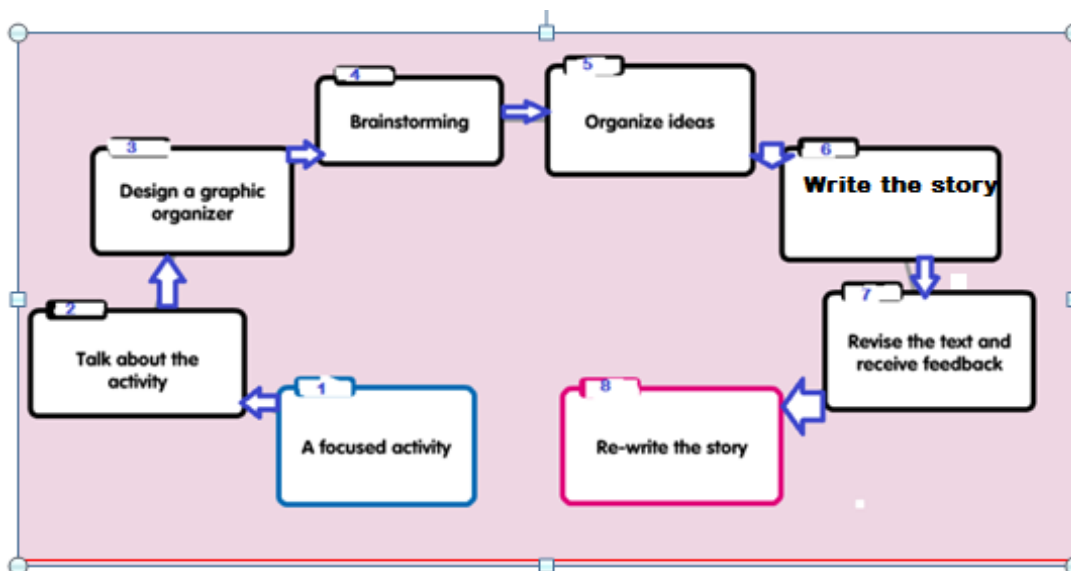 1
A focused activity
2
Talk about the
activity
3
Design a graphic
organizer
4
Brainstorming
5
Organize ideas
6
Write the story
7
Revise the text and
receive feedback
8
Re-write the story